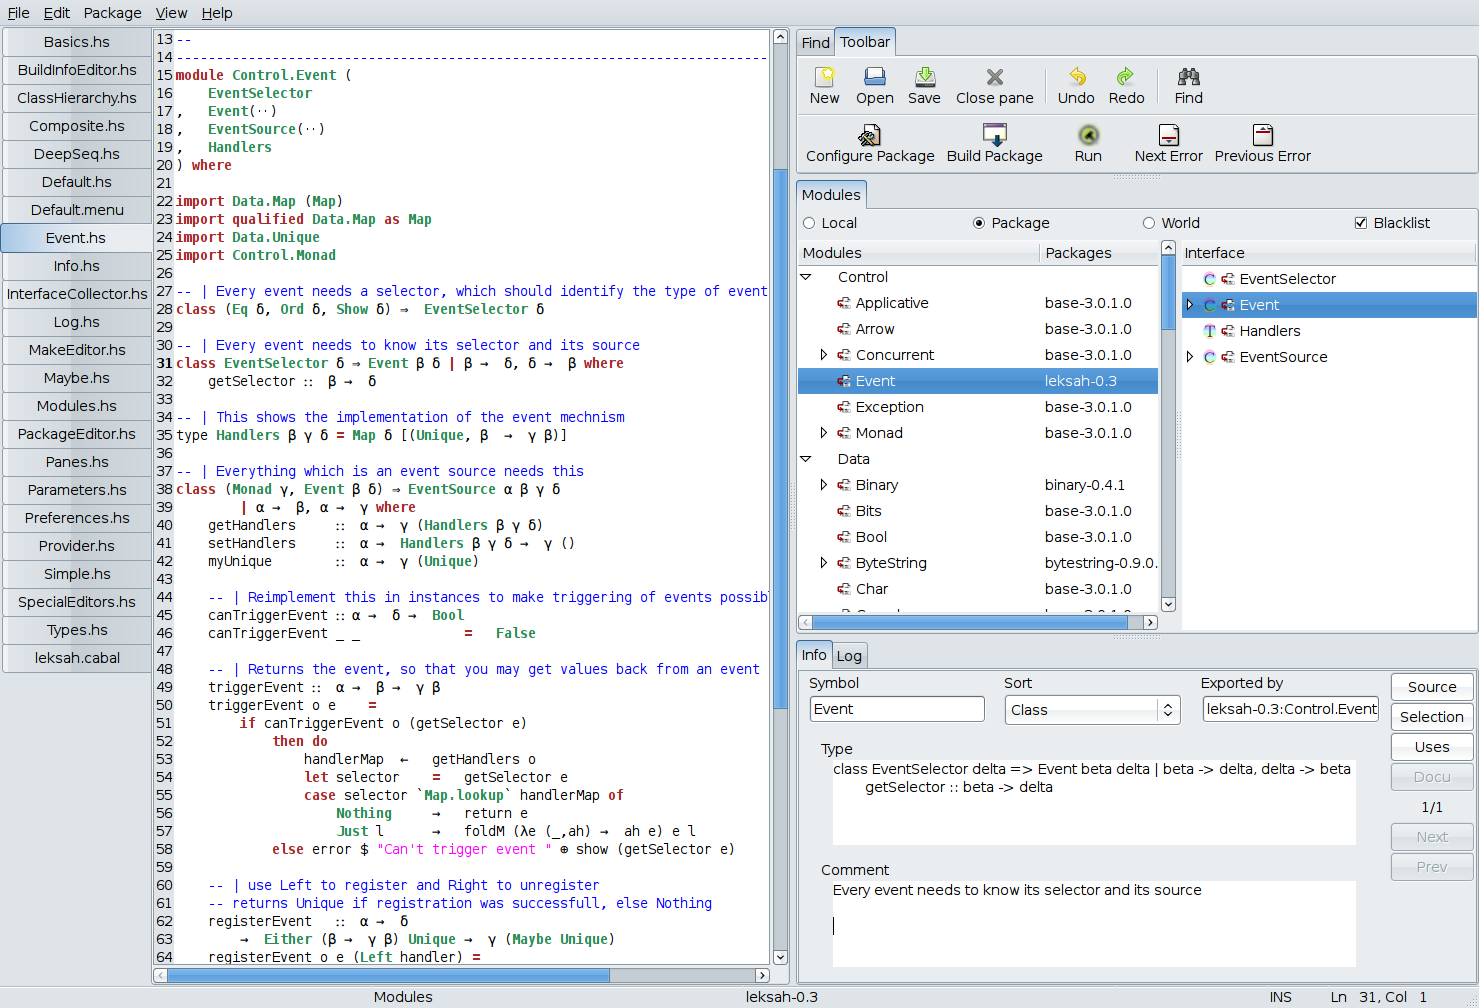 File Edit Package View Help
Basics.hs
BuildInfoEditor.hs
ClassHierarchy.hs
Composite.hs
DeepSeq.hs
Default.hs
Default.menu
Event.hs
Info.hs
InterfaceCollector.hs
Log.hs
MakeEditor.hs
Maybe.hs
Modules.hs
PackageEditor.hs
Panes.hs
Parameters.hs
Preferences.hs
Provider.hs
Simple.hs
SpecialEditors.hs
Types.hs
leksah.cabal
13 --
14 --------------------------------------------------------------------------
15 module Control.Event (
16     EventSelector
17 ,   Event(··)
18 ,   EventSource(··)
19 ,   Handlers
20 ) where
21
22 import Data.Map (Map)
23 import qualified Data.Map as Map
24 import Data.Unique
25 import Control.Monad
26
27 -- | Every event needs a selector, which should identify the type of event
28 class (Eq δ, Ord δ, Show δ) ⇒  EventSelector δ
29
30 -- | Every event needs to know its selector and its source
31 class EventSelector δ ⇒ Event β δ | β →  δ, δ →  β where
32     getSelector ::  β →  δ
33
34 -- | This shows the implementation of the event mechnism
35 type Handlers β γ δ = Map δ [(Unique, β  →  γ β)]
36
37 -- | Everything which is an event source needs this
38 class (Monad γ, Event β δ) ⇒ EventSource α β γ δ
39         | α →  β, α →  γ where
40     getHandlers     ::  α →  γ (Handlers β γ δ)
41     setHandlers     ::  α →  Handlers β γ δ →  γ ()
42     myUnique        ::  α →  γ (Unique)
43
44     -- | Reimplement this in instances to make triggering of events possibl
45     canTriggerEvent :: α →  δ →  Bool
46     canTriggerEvent _ _             =   False
47
48     -- | Returns the event, so that you may get values back from an event
49     triggerEvent ::  α →  β →  γ β
50     triggerEvent o e    =
51         if canTriggerEvent o (getSelector e)
52             then do
53                 handlerMap  ←   getHandlers o
54                 let selector    =   getSelector e
55                 case selector `Map.lookup` handlerMap of
56                     Nothing     →   return e
57                     Just l      →   foldM (λe (_,ah) →  ah e) e l
58             else error $ "Can't trigger event " ⊕ show (getSelector e)
59
60     -- | use Left to register and Right to unregister
61     -- returns Unique if registration was successfull, else Nothing
62     registerEvent   ::  α →  δ
63         →  Either (β →  γ β) Unique →  γ (Maybe Unique)
64     registerEvent o e (Left handler) =
Find Toolbar
New Open Save Close pane Undo Redo Find
Configure Package Build Package Run Next Error Previous Error
Modules
Local Package World Blacklist
Modules Packages
Control
Applicative base-3.0.1.0
Arrow base-3.0.1.0
Concurrent base-3.0.1.0
Event leksah-0.3
Exception base-3.0.1.0
Monad base-3.0.1.0
Data
Binary binary-0.4.1
Bits base-3.0.1.0
Bool base-3.0.1.0
ByteString bytestring-0.9.0.
Char base-3.0.1.0
Interface
C EventSelector
C Event
T Handlers
C EventSource
Info Log
Symbol Sort Exported by
Event Class leksah-0.3:Control.Event
Type
class EventSelector delta => Event beta delta | beta -> delta, delta -> beta
getSelector :: beta -> delta
Comment
Every event needs to know its selector and its source
Source
Selection
Uses
Docu
1/1
Next
Prev
Modules leksah-0.3 INS Ln 31, Col 1